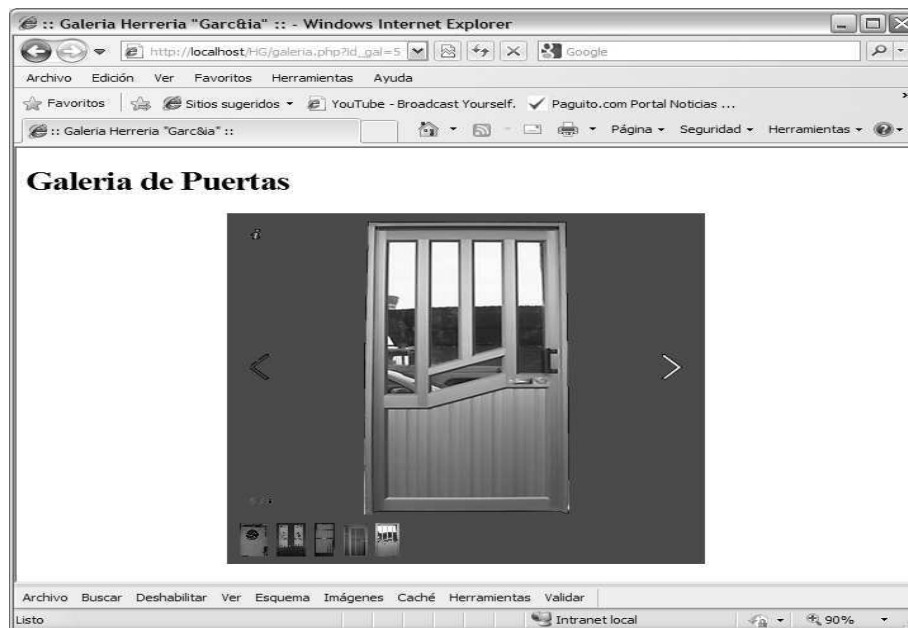 :: Galeria Herreria "Garc&ia" :: - Windows Internet Explorer
http://localhost/HG/galeria.php?id_gal=5 Google
Archivo Edición Ver Favoritos Herramientas Ayuda
Favoritos Sitios sugeridos YouTube - Broadcast Yourself. Paguito.com Portal Noticias ...
:: Galeria Herreria "Garc&ia" :: Página Seguridad Herramientas
Galeria de Puertas
Archivo Buscar Deshabilitar Ver Esquema Imágenes Caché Herramientas Validar
Listo Intranet local 90%